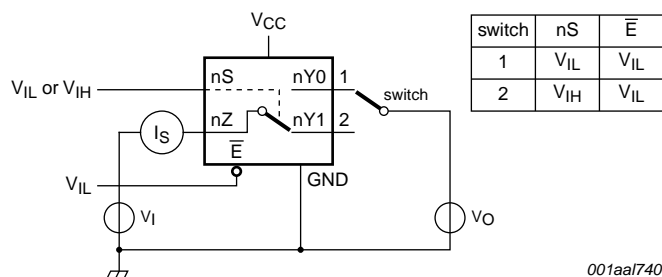 VCC
switch nS E
1 VIL VIL
2 VIH VIL
VIL or VIH
nS
nY0
1
switch
IS
nZ
nY1
2
E
VIL
GND
VI
VO
001aal740